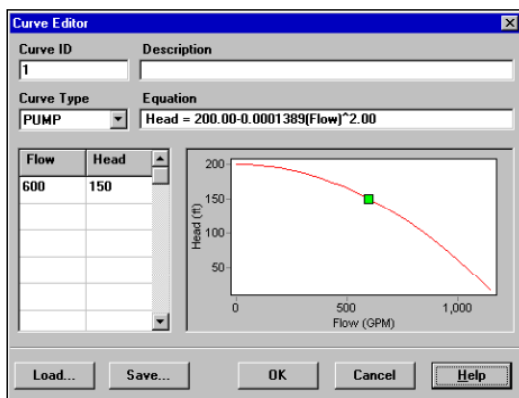 Curve Editor
Curve ID Description
1
Curve Type Equation
PUMP Head = 200.00-0.0001389(Flow)^2.00
Flow Head
600 150
200
150
100
50
Head (ft)
0 500 1,000
Flow (GPM)
Load... Save... OK Cancel Help